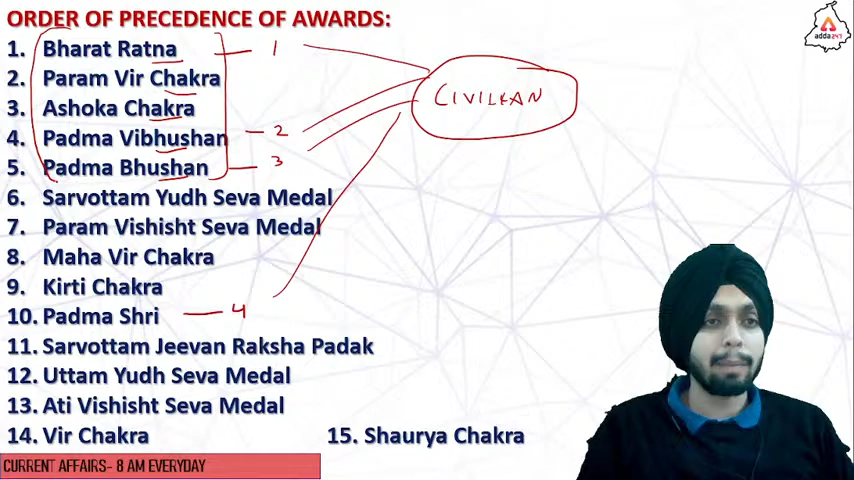 ORDER OF PRECEDENCE OF AWARDS:
1. Bharat Ratna — 1
2. Param Vir Chakra
3. Ashoka Chakra
4. Padma Vibhushan — 2
5. Padma Bhushan — 3
6. Sarvottam Yudh Seva Medal
7. Param Vishisht Seva Medal
8. Maha Vir Chakra
9. Kirti Chakra
10. Padma Shri — 4
11. Sarvottam Jeevan Raksha Padak
12. Uttam Yudh Seva Medal
13. Ati Vishisht Seva Medal
14. Vir Chakra 15. Shaurya Chakra
CIVILIAN
adda247
CURRENT AFFAIRS- 8 AM EVERYDAY